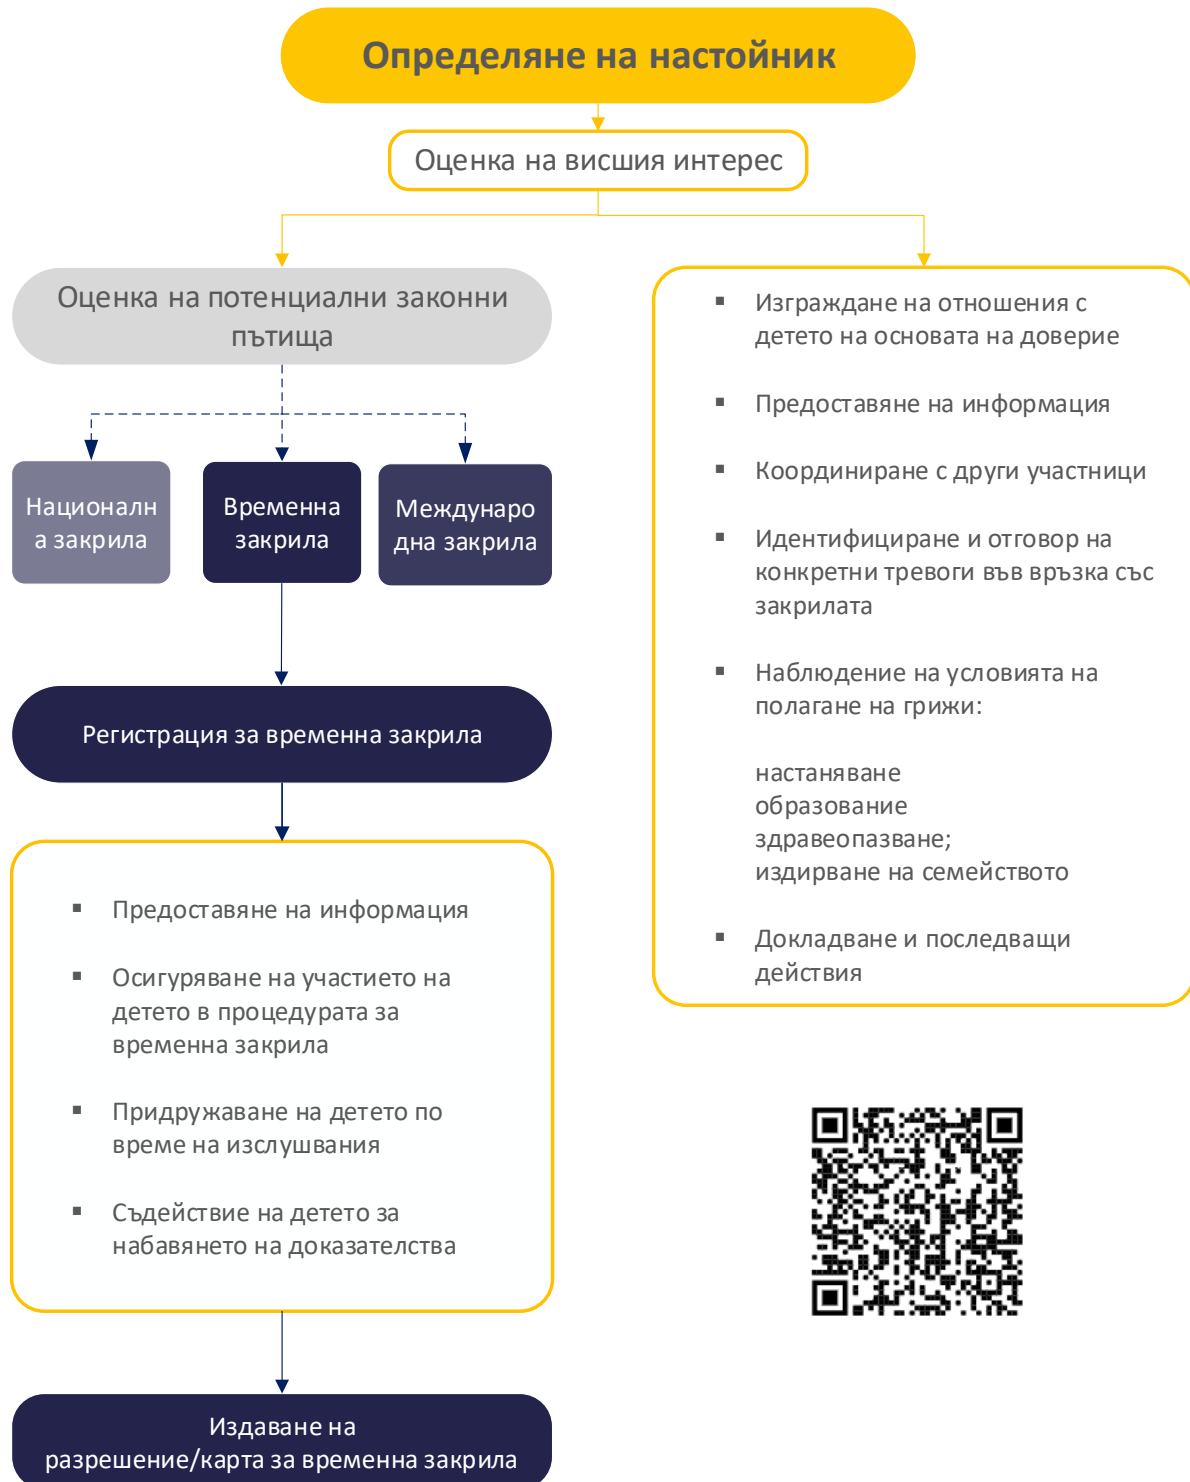 Определяне на настойник
Оценка на висшия интерес
Оценка на потенциални законни
пътища
Националн
а закрила
Временна
закрила
Междунаро
дна закрила
Регистрация за временна закрила
▪ Предоставяне на информация
▪ Осигуряване на участието на
детето в процедурата за
временна закрила
▪ Придружаване на детето по
време на изслушвания
▪ Съдействие на детето за
набавянето на доказателства
Издаване на
разрешение/карта за временна закрила
▪ Изграждане на отношения с
детето на основата на доверие
▪ Предоставяне на информация
▪ Координиране с други участници
▪ Идентифициране и отговор на
конкретни тревоги във връзка със
закрилата
▪ Наблюдение на условията на
полагане на грижи:
настаняване
образование
здравеопазване;
издирване на семейството
▪ Докладване и последващи
действия